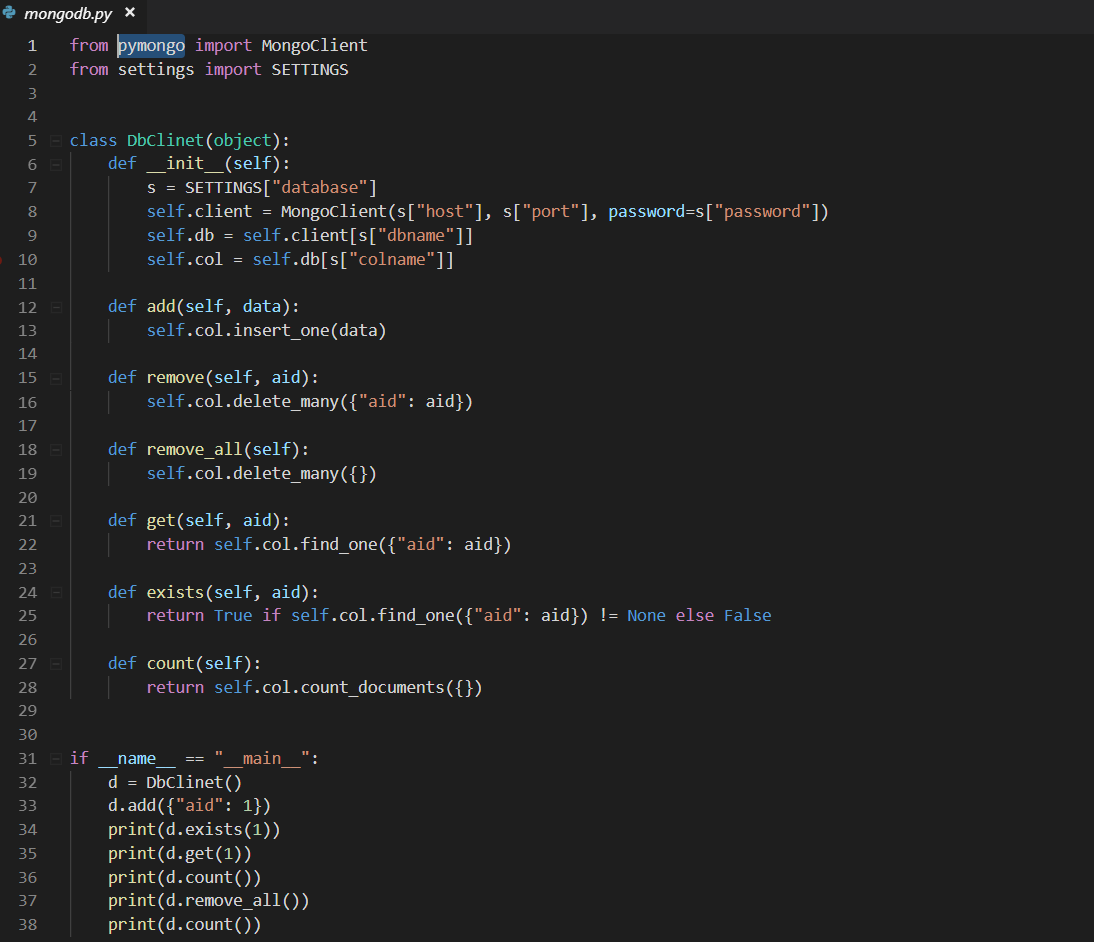 mongodb.py ×
1 from pymongo import MongoClient
2 from settings import SETTINGS
3
4
5 class DbClinet(object):
6     def __init__(self):
7         s = SETTINGS["database"]
8         self.client = MongoClient(s["host"], s["port"], password=s["password"])
9         self.db = self.client[s["dbname"]]
10         self.col = self.db[s["colname"]]
11
12     def add(self, data):
13         self.col.insert_one(data)
14
15     def remove(self, aid):
16         self.col.delete_many({"aid": aid})
17
18     def remove_all(self):
19         self.col.delete_many({})
20
21     def get(self, aid):
22         return self.col.find_one({"aid": aid})
23
24     def exists(self, aid):
25         return True if self.col.find_one({"aid": aid}) != None else False
26
27     def count(self):
28         return self.col.count_documents({})
29
30
31 if __name__ == "__main__":
32     d = DbClinet()
33     d.add({"aid": 1})
34     print(d.exists(1))
35     print(d.get(1))
36     print(d.count())
37     print(d.remove_all())
38     print(d.count())